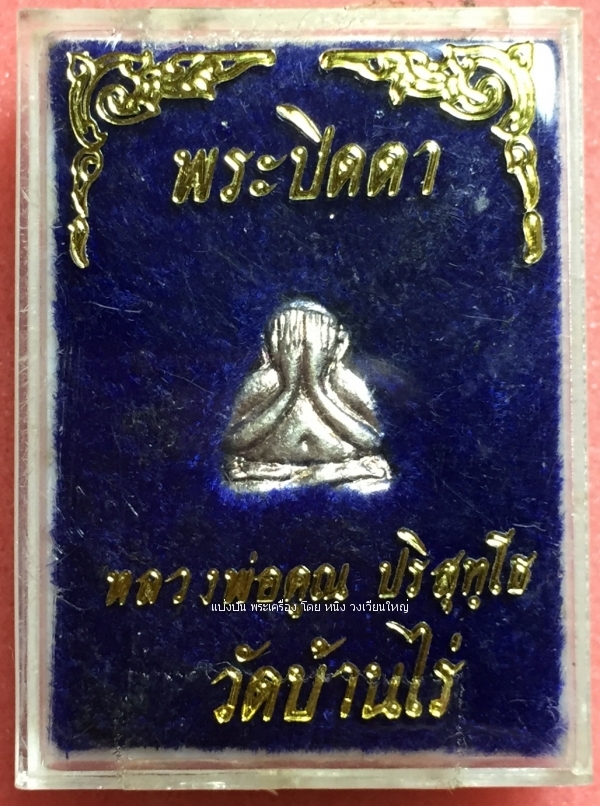 พระปิดตา
หลวงพ่อคูณ ปริสุทฺโธ
แบ่งปัน พระเครื่อง โดย หนึ่ง วงเวียนใหญ่
วัดบ้านไร่